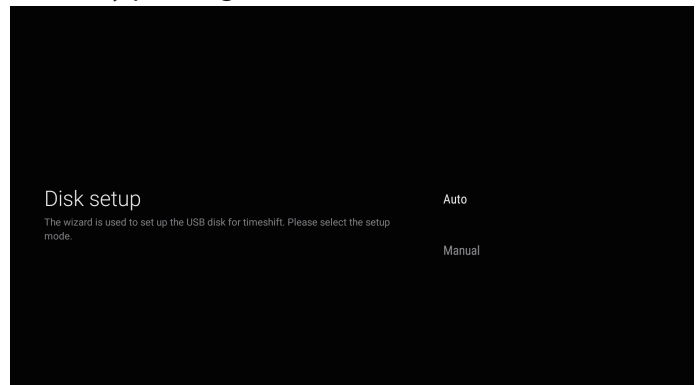 Disk setup
The wizard is used to set up the USB disk for timeshift. Please select the setup
mode.
Auto
Manual